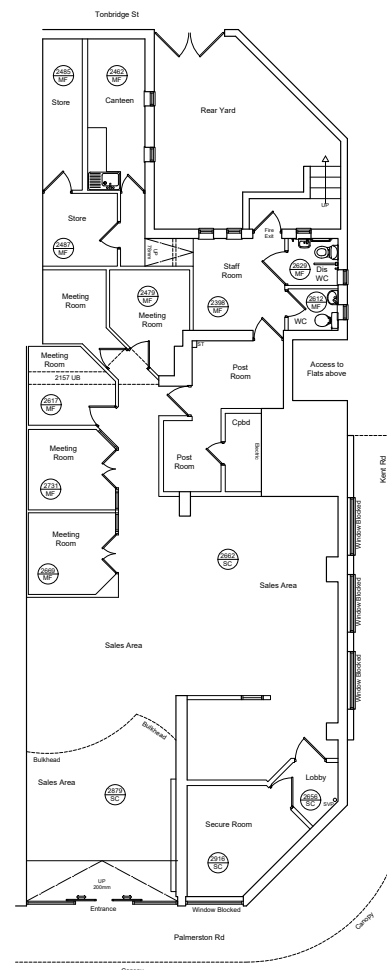 Tonbridge St
2485
MF
2462
MF
Store
Canteen
Rear Yard
UP
Store
2487
MF
UP
Fire
Exit
Staff
Room
2629
MF
Dis
WC
2479
MF
Meeting
Room
Meeting
Room
2398
MF
2612
MF
WC
ST
Meeting
Room
2157 UB
2617
MF
Post
Room
Access to
Flats above
Cpbd
Electric
Post
Room
Meeting
Room
2731
MF
Kent Rd
Window Blocked
Meeting
Room
2669
MF
2662
SC
Sales Area
Window Blocked
Sales Area
Window Blocked
Bulkhead
Bulkhead
Sales Area
2879
SC
Lobby
2656
SC
SVP
Secure Room
2916
SC
UP
200mm
Entrance
Window Blocked
Palmerston Rd
Canopy
Canopy